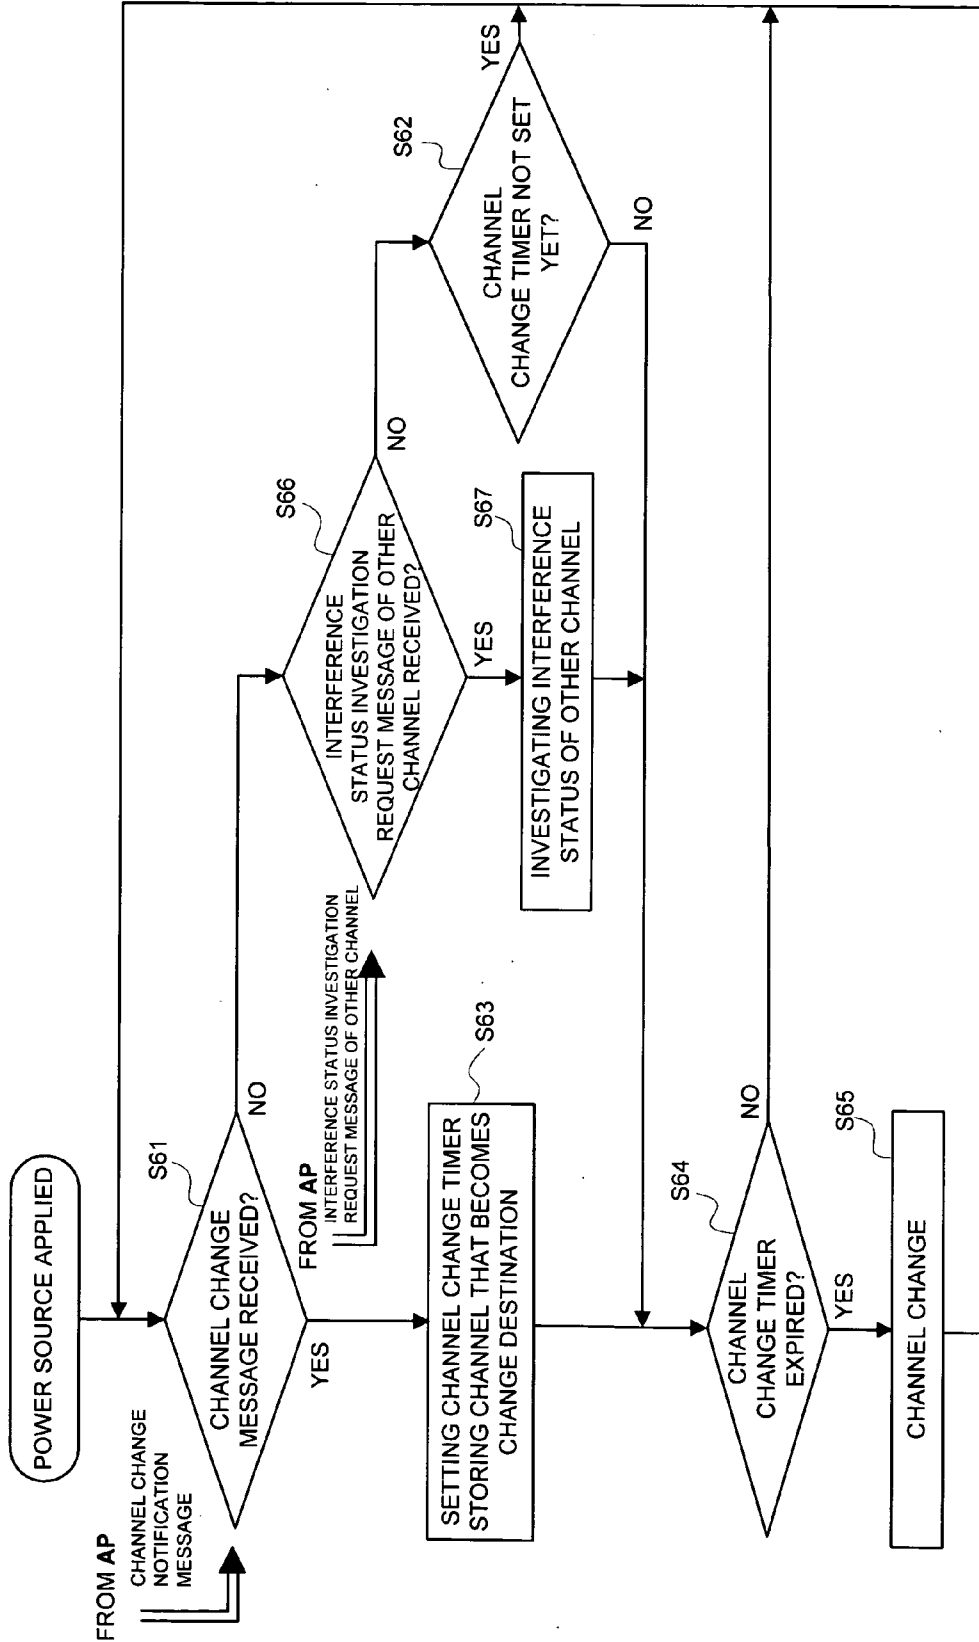 POWER SOURCE APPLIED
FROM AP
CHANNEL CHANGE
NOTIFICATION
MESSAGE
S61
CHANNEL CHANGE
MESSAGE RECEIVED?
NO
YES
FROM AP
INTERFERENCE STATUS INVESTIGATION
REQUEST MESSAGE OF OTHER CHANNEL
S66
INTERFERENCE
STATUS INVESTIGATION
REQUEST MESSAGE OF OTHER
CHANNEL RECEIVED?
NO
YES
S62
CHANNEL
CHANGE TIMER NOT SET
YET?
YES
NO
S67
INVESTIGATING INTERFERENCE
STATUS OF OTHER CHANNEL
S63
SETTING CHANNEL CHANGE TIMER
STORING CHANNEL THAT BECOMES
CHANGE DESTINATION
S64
CHANNEL
CHANGE TIMER
EXPIRED?
NO
YES
S65
CHANNEL CHANGE